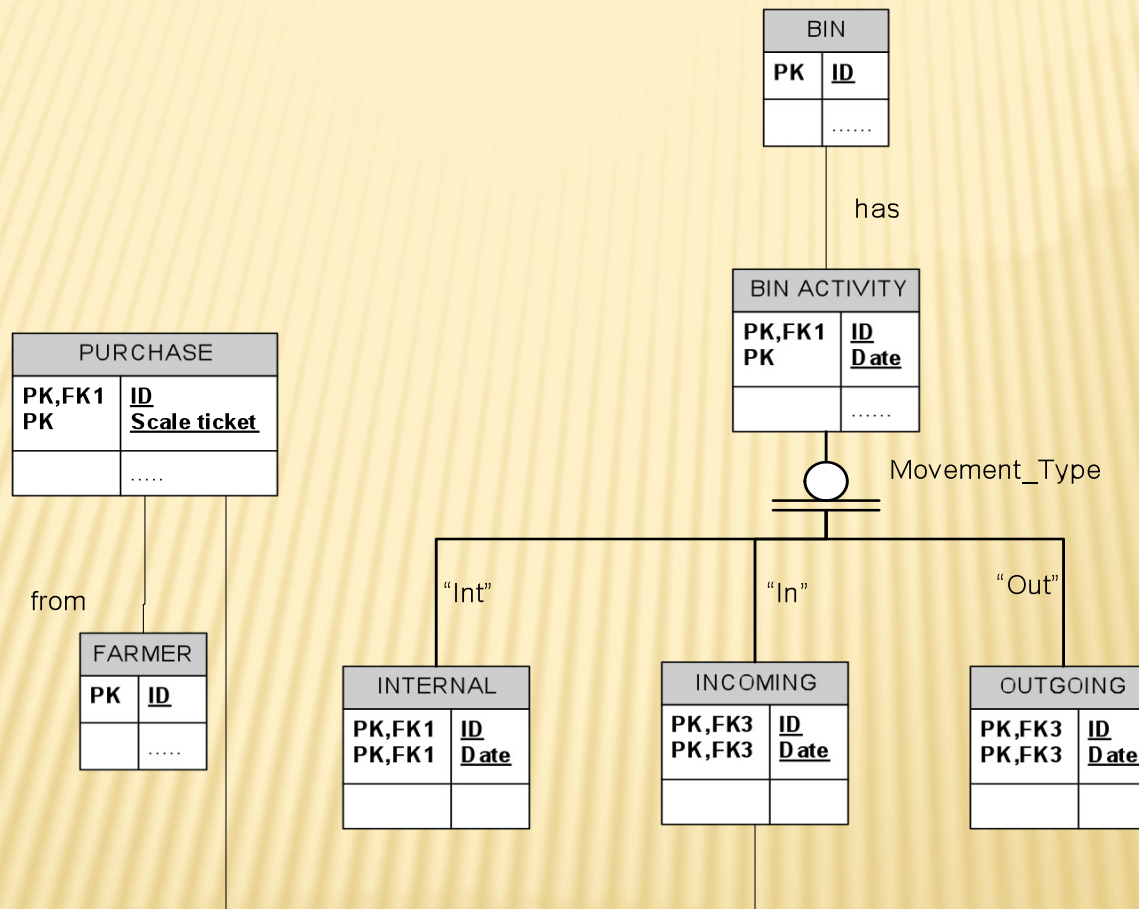 BIN
PK ID
......
has
BIN ACTIVITY
PK,FK1 ID
PK Date
......
Movement_Type
PURCHASE
PK,FK1 ID
PK Scale ticket
.....
from
FARMER
PK ID
.....
“Int”
“In”
“Out”
INTERNAL
PK,FK1 ID
PK,FK1 Date
INCOMING
PK,FK3 ID
PK,FK3 Date
OUTGOING
PK,FK3 ID
PK,FK3 Date